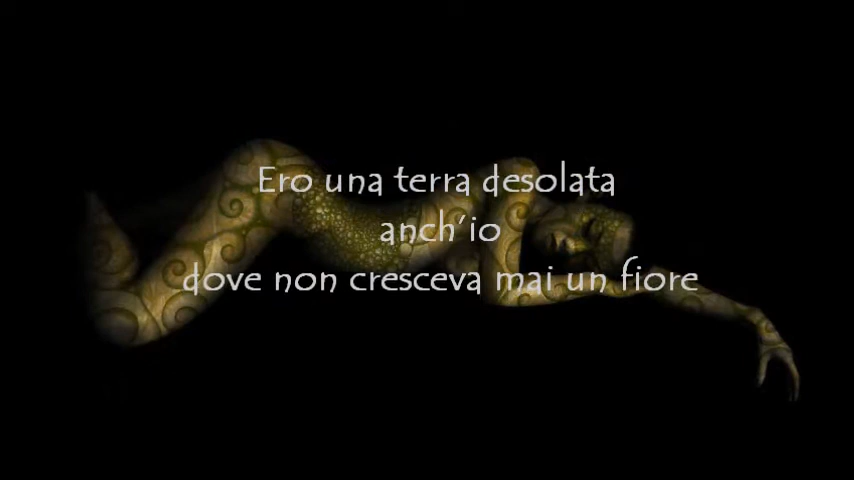 Ero una terra desolata
anch'io
dove non cresceva mai un fiore